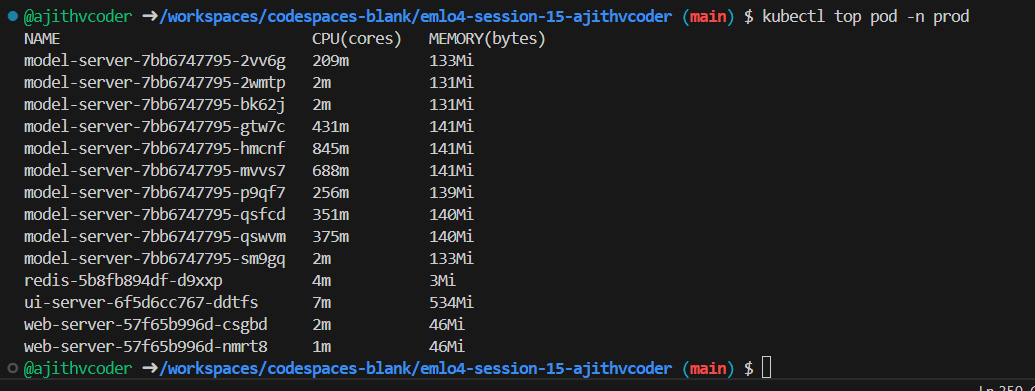 @ajithvcoder ➜/workspaces/codespaces-blank/emlo4-session-15-ajithvcoder (main) $ kubectl top pod -n prod
NAME CPU(cores) MEMORY(bytes)
model-server-7bb6747795-2vv6g 209m 133Mi
model-server-7bb6747795-2wmtp 2m 131Mi
model-server-7bb6747795-bk62j 2m 131Mi
model-server-7bb6747795-gtw7c 431m 141Mi
model-server-7bb6747795-hmcnf 845m 141Mi
model-server-7bb6747795-mvvs7 688m 141Mi
model-server-7bb6747795-p9qf7 256m 139Mi
model-server-7bb6747795-qsfcd 351m 140Mi
model-server-7bb6747795-qswvm 375m 140Mi
model-server-7bb6747795-sm9gq 2m 133Mi
redis-5b8fb894df-d9xxp 4m 3Mi
ui-server-6f5d6cc767-ddtfs 7m 534Mi
web-server-57f65b996d-csgbd 2m 46Mi
web-server-57f65b996d-nmrt8 1m 46Mi
@ajithvcoder ➜/workspaces/codespaces-blank/emlo4-session-15-ajithvcoder (main) $